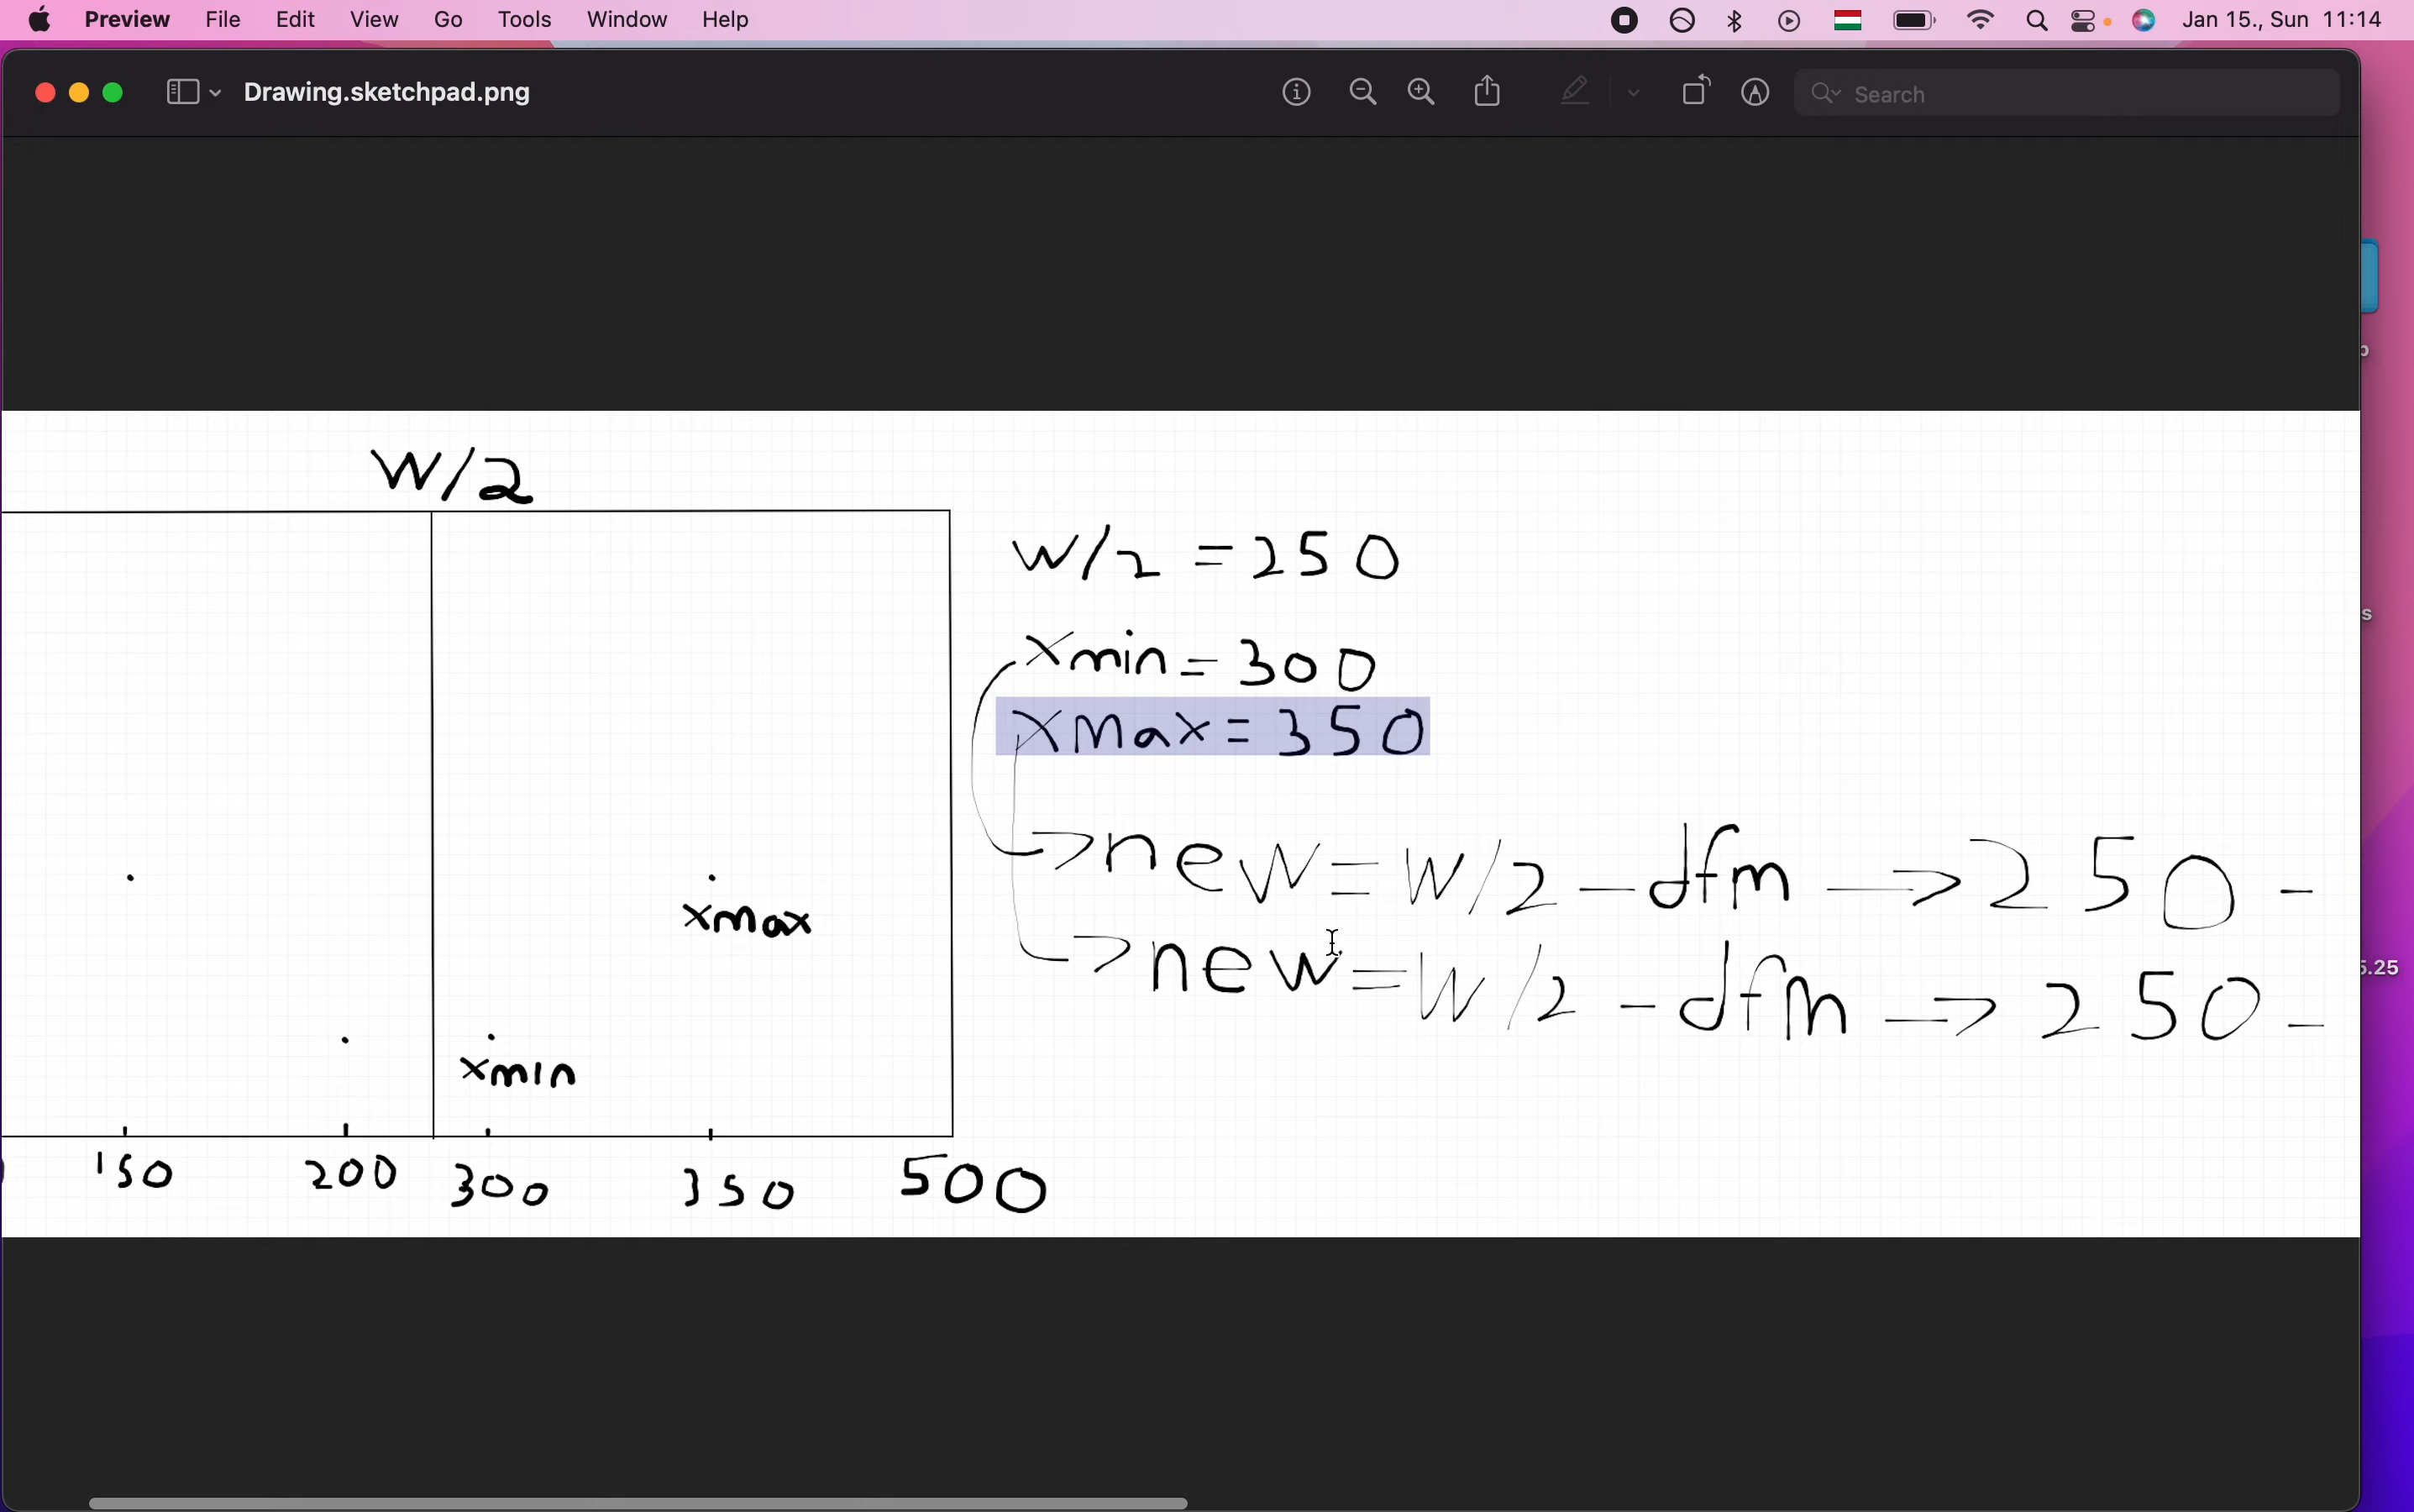 Preview File Edit View Go Tools Window Help Jan 15., Sun 11:14
Drawing.sketchpad.png Search
W/2
W/2 = 250
xmin = 300
xmax = 350
→ new = W/2 - dfm → 250 -
→ new = W/2 - dfm → 250 -
xmax
xmin
150 200 300 350 500
s
5.25